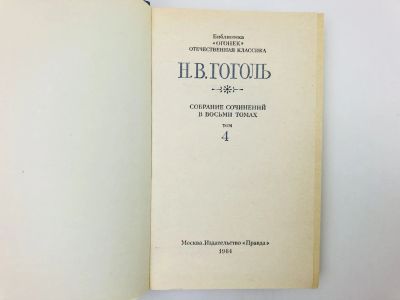 Библиотека
«ОГОНЕК»
ОТЕЧЕСТВЕННАЯ КЛАССИКА
Н.В.ГОГОЛЬ
СОБРАНИЕ СОЧИНЕНИЙ
В ВОСЬМИ ТОМАХ
ТОМ
4
Москва. Издательство «Правда»
1984